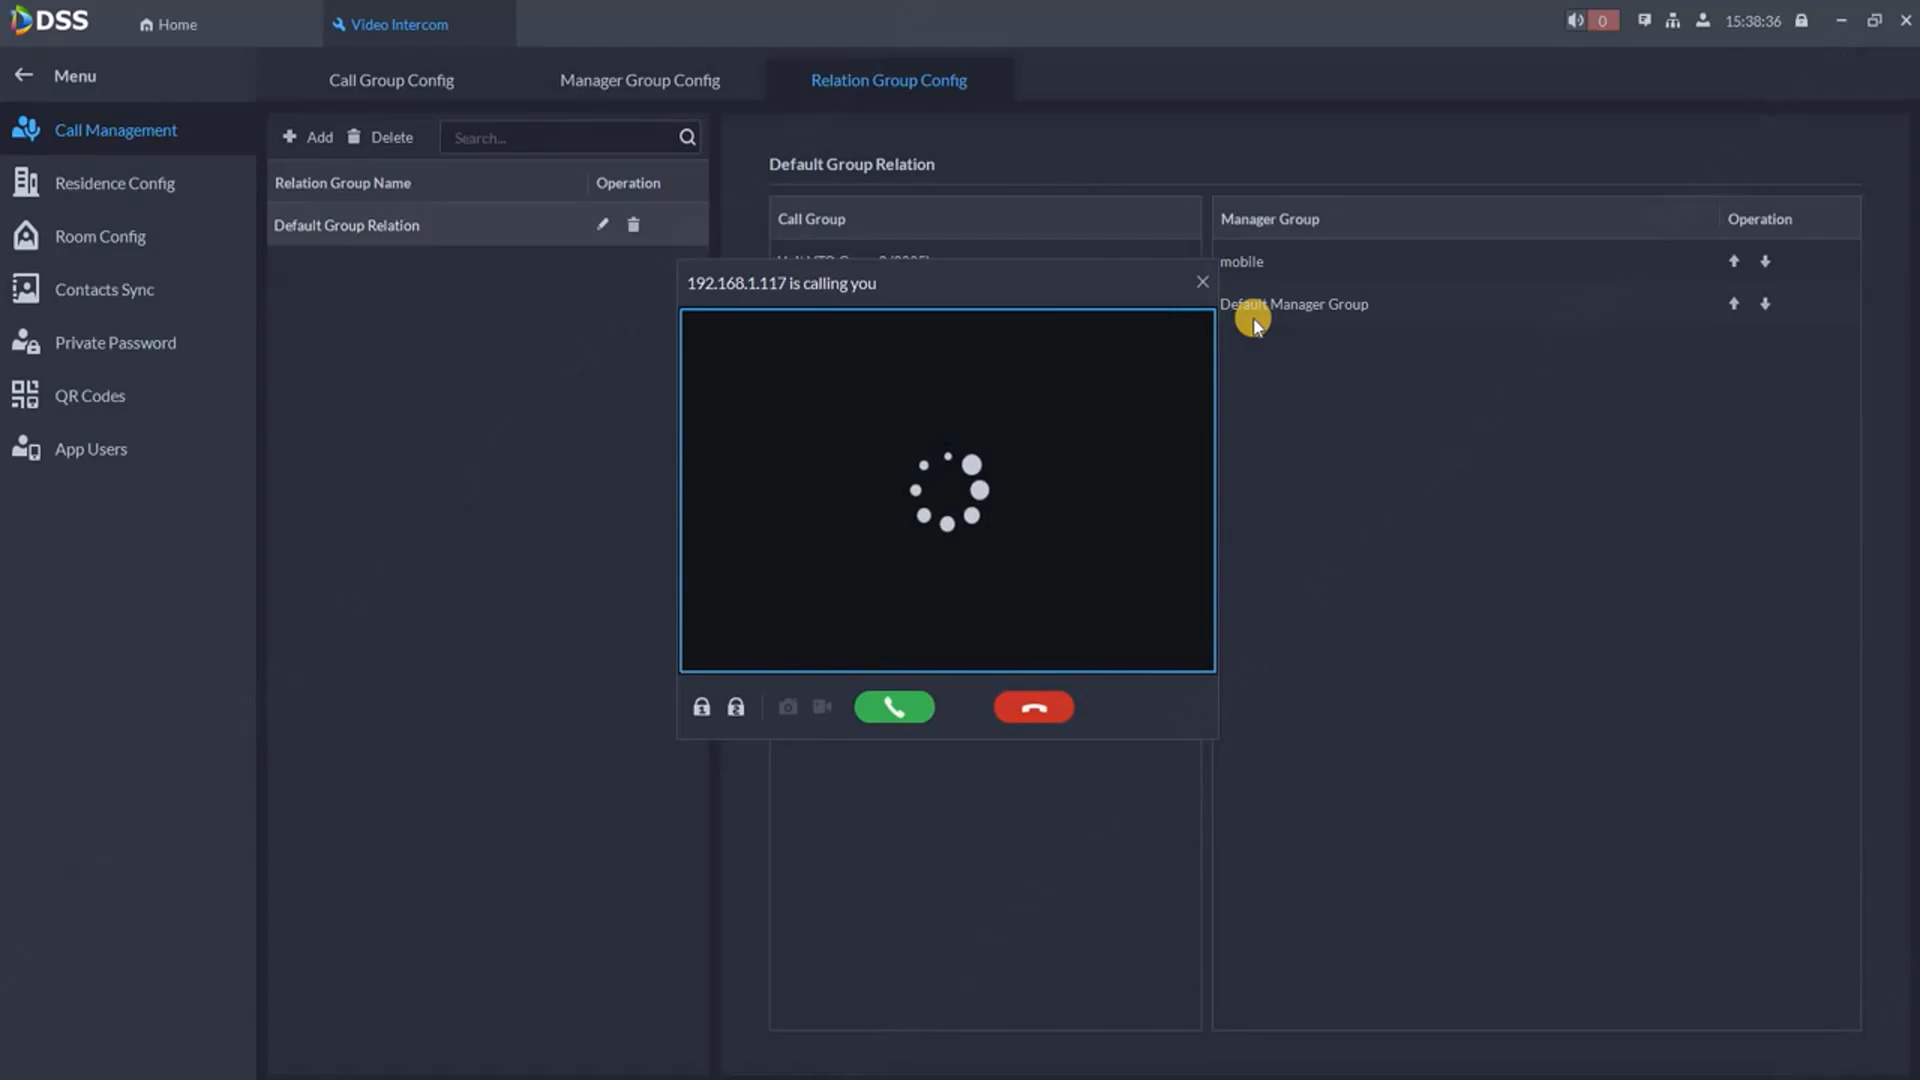 DSS
Home
Video Intercom
0
15:38:36
Menu
Call Group Config
Manager Group Config
Relation Group Config
Call Management
Residence Config
Room Config
Contacts Sync
Private Password
QR Codes
App Users
Add
Delete
Search...
Relation Group Name
Operation
Default Group Relation
Default Group Relation
Call Group
Manager Group
Operation
mobile
Default Manager Group
192.168.1.117 is calling you
1
2